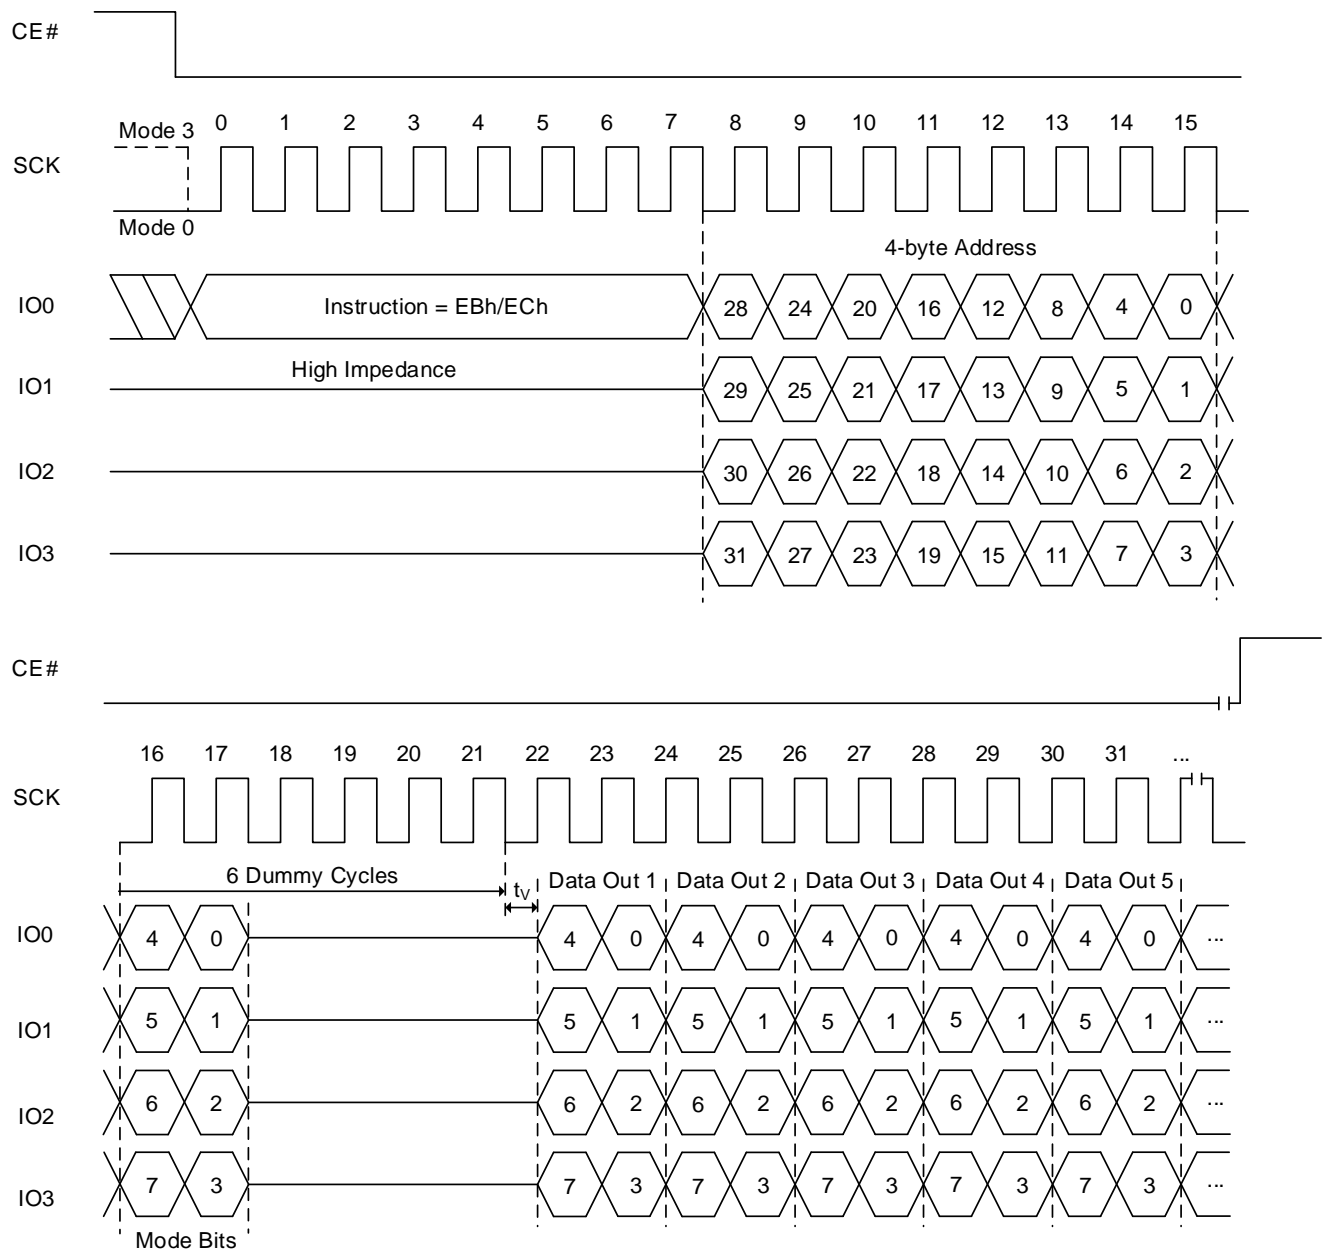 CE#
Mode 3 0 1 2 3 4 5 6 7 8 9 10 11 12 13 14 15
SCK
Mode 0
4-byte Address
IO0 Instruction = EBh/ECh 28 24 20 16 12 8 4 0
High Impedance
IO1 29 25 21 17 13 9 5 1
IO2 30 26 22 18 14 10 6 2
IO3 31 27 23 19 15 11 7 3
CE#
16 17 18 19 20 21 22 23 24 25 26 27 28 29 30 31 ...
SCK
6 Dummy Cycles tV Data Out 1 Data Out 2 Data Out 3 Data Out 4 Data Out 5
IO0 4 0 4 0 4 0 4 0 4 0 4 0 ...
IO1 5 1 5 1 5 1 5 1 5 1 5 1 ...
IO2 6 2 6 2 6 2 6 2 6 2 6 2 ...
IO3 7 3 7 3 7 3 7 3 7 3 7 3 ...
Mode Bits